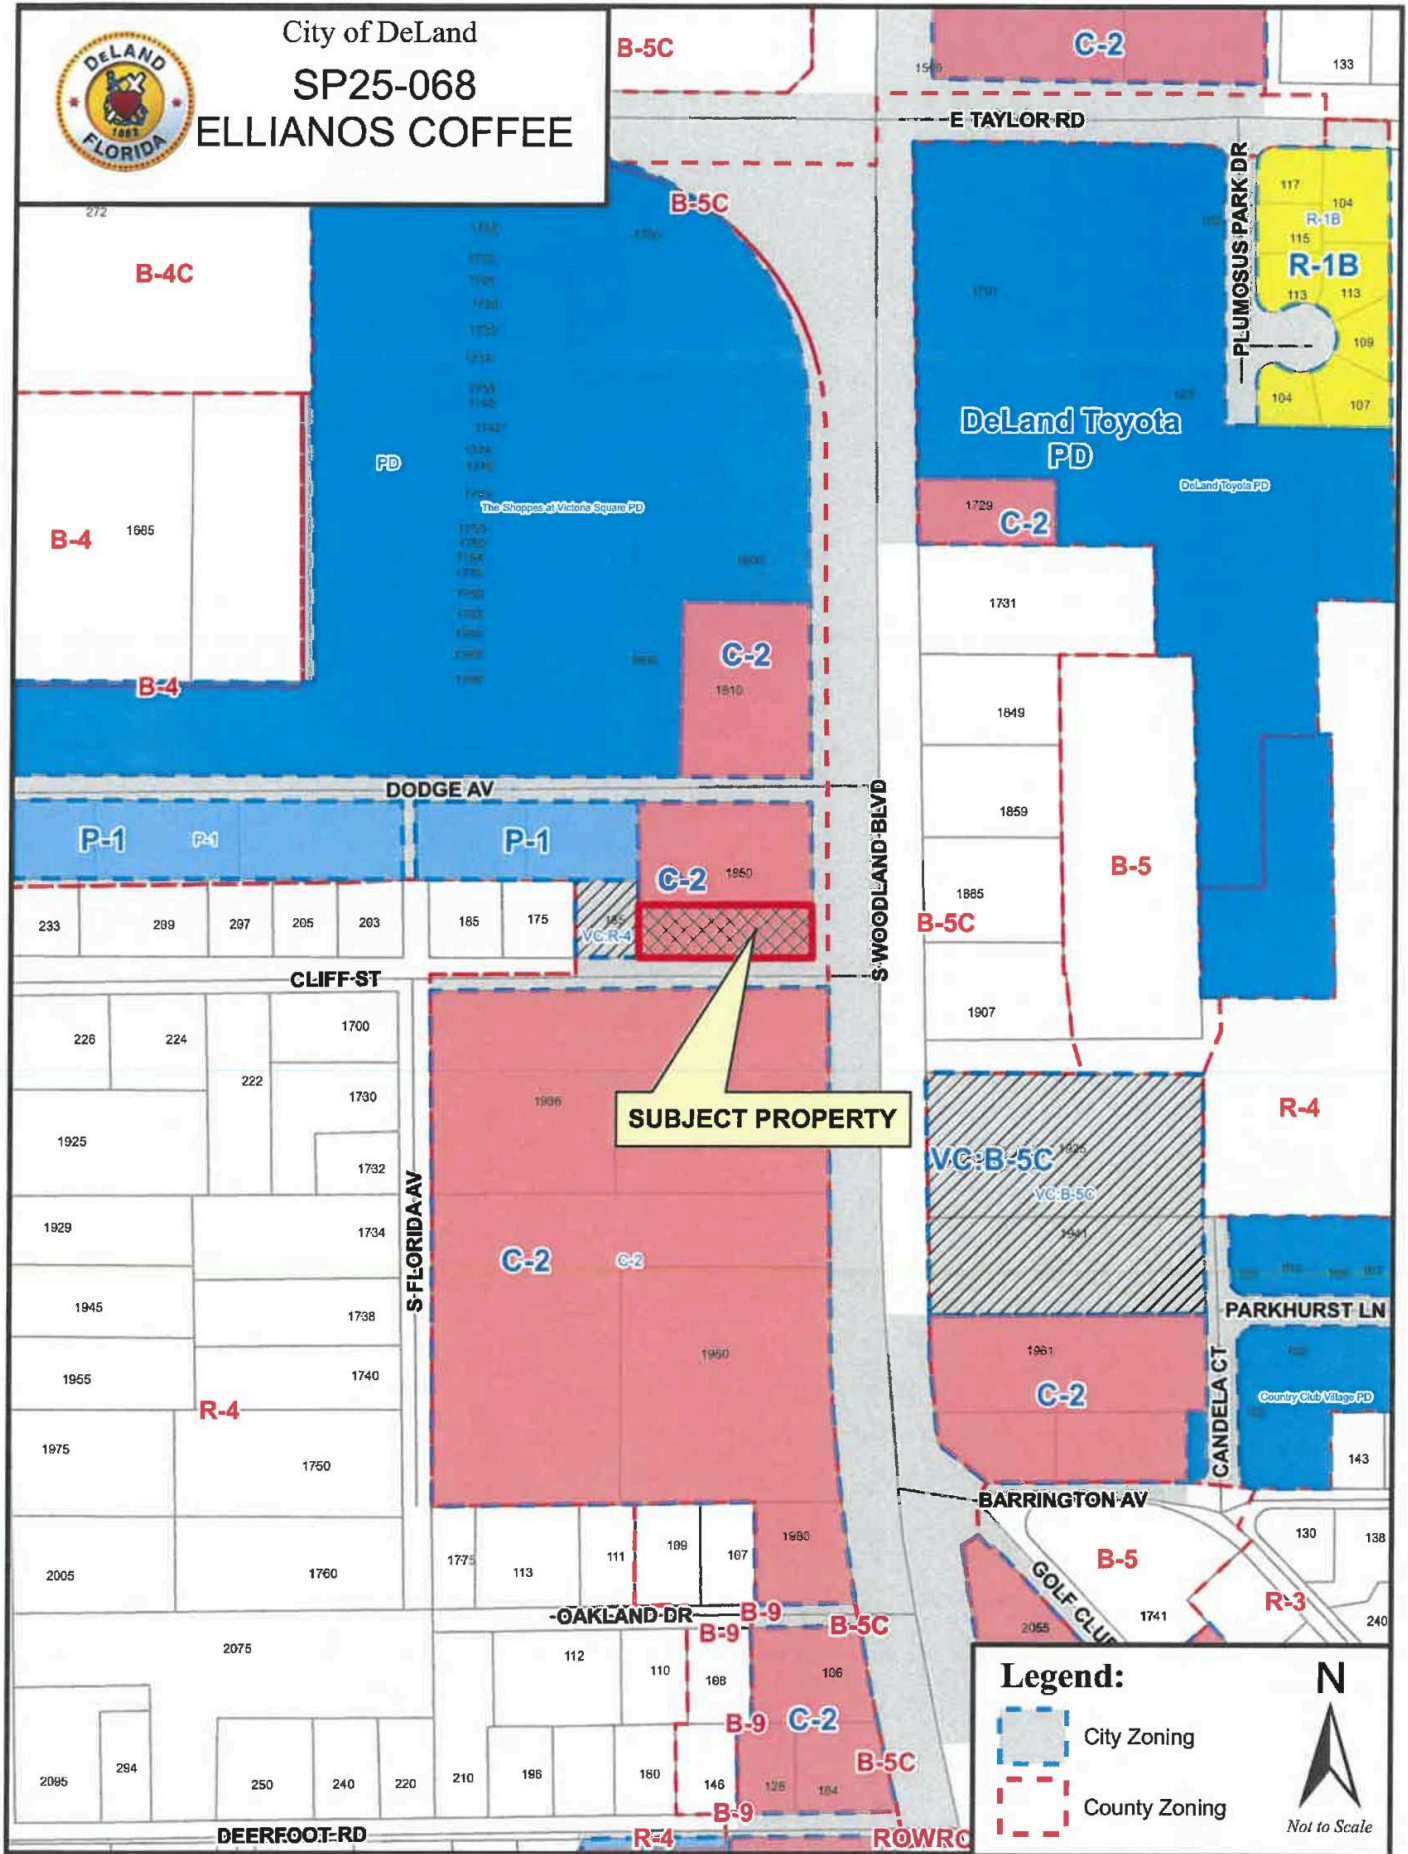 City of DeLand
SP25-068
ELLIANOS COFFEE
DELAND
1882
FLORIDA
B-5C
C-2
133
E TAYLOR RD
PLUMOSUS PARK DR
117
104
R-1B
115
R-1B
113
113
109
104
107
272
B-4C
B-5C
B-4
1665
B-4
PD
The Shoppes at Victoria Square PD
DeLand Toyota
PD
DeLand Toyota PD
1729
C-2
1731
C-2
1810
1849
1859
B-5
1885
B-5C
1907
DODGE AV
S WOODLAND BLVD
P-1
P-1
P-1
C-2
1850
233
209
207
205
203
185
175
VC:R-4
CLIFF ST
226
224
1700
222
1730
1925
1732
1929
1734
1945
1738
1955
1740
R-4
1975
1750
2005
1760
S FLORIDA AV
SUBJECT PROPERTY
C-2
C-2
1960
R-4
VC:B-5C
1925
VC:B-5C
1941
PARKHURST LN
1961
C-2
CANDELA CT
Country Club Village PD
143
BARRINGTON AV
1775
113
111
109
107
1980
GOLF CLUB
B-5
130
138
R-3
1741
240
2055
OAKLAND DR
B-9
B-9
B-5C
2075
112
110
108
106
B-9
C-2
B-5C
2095
294
250
240
220
210
196
160
146
126
104
B-9
DEERFOOT RD
R-4
Legend:
City Zoning
County Zoning
N
Not to Scale